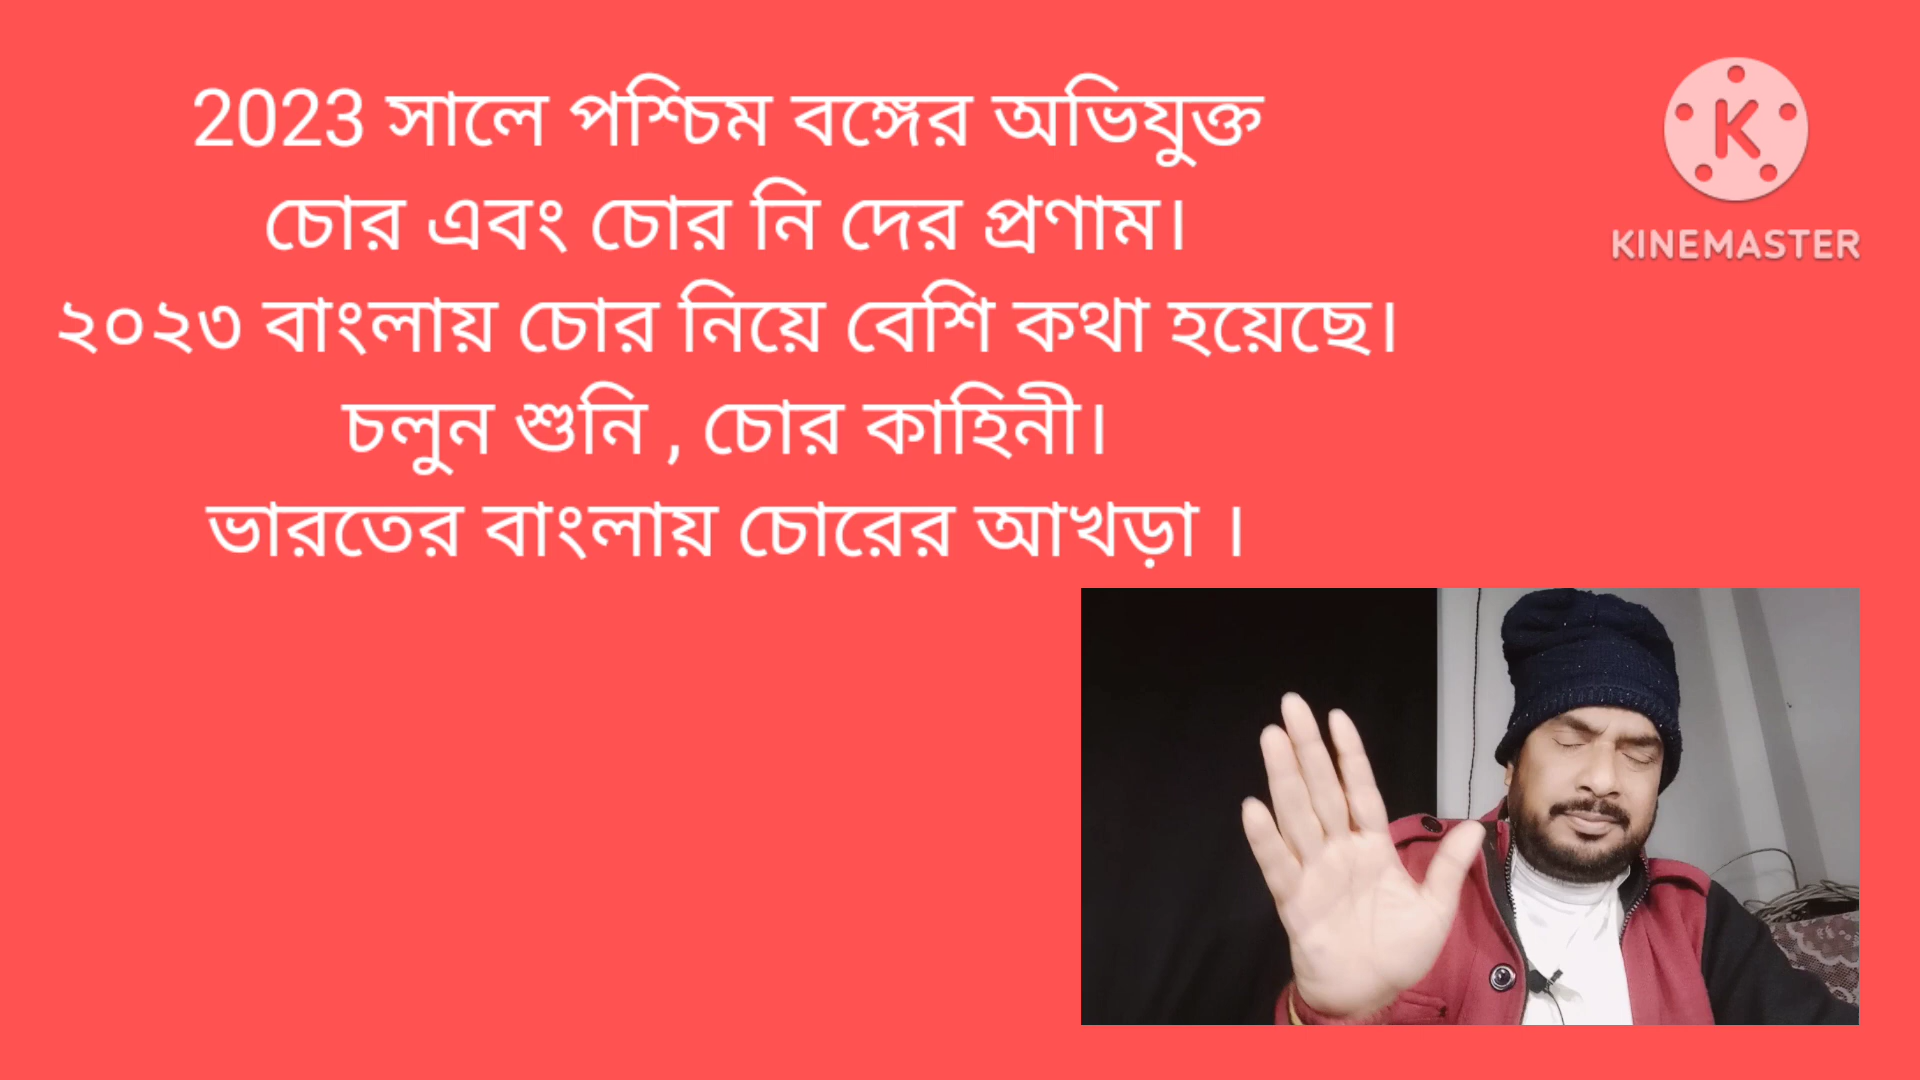 2023 সালে পশ্চিম বঙ্গের অভিযুক্ত
চোর এবং চোর নি দের প্রণাম।
২০২৩ বাংলায় চোর নিয়ে বেশি কথা হয়েছে।
চলুন শুনি , চোর কাহিনী।
ভারতের বাংলায় চোরের আখড়া ।
K
KINEMASTER